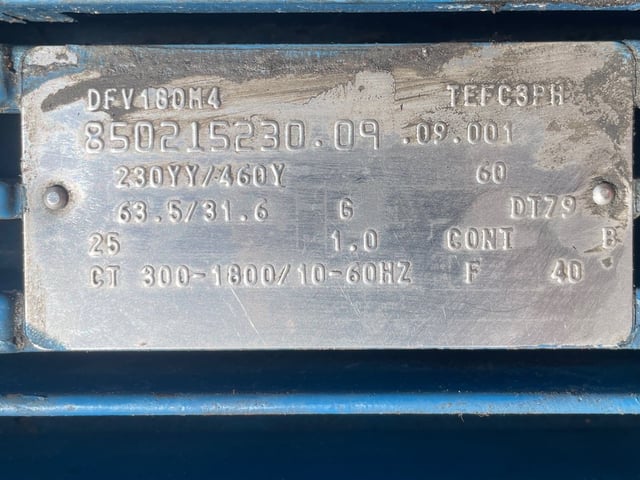 DFV180M4 TEFC3PH
850215230.09 .09.001
230YY/460Y 60
63.5/31.6 G DT79
25 1.0 CONT B
CT 300-1800/10-60HZ F 40